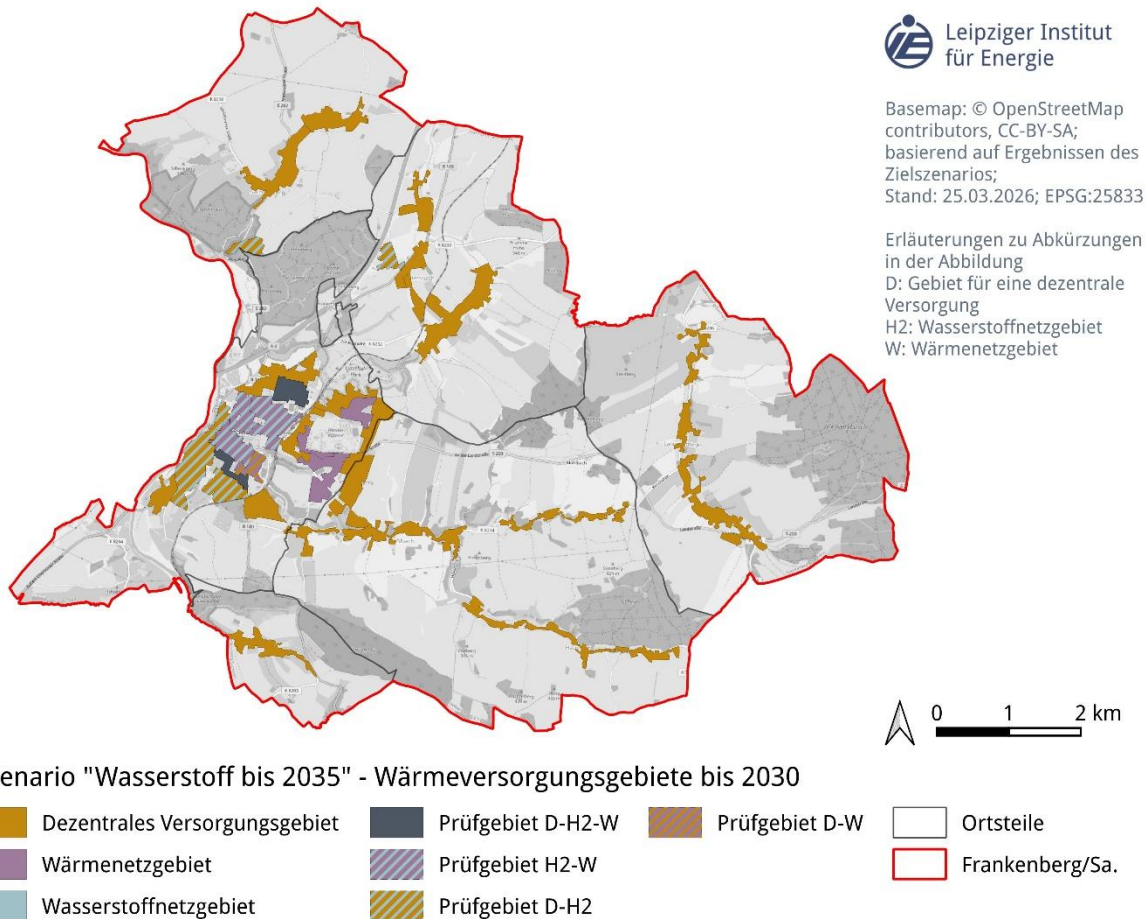 Leipziger Institut
für Energie
Basemap: © OpenStreetMap
contributors, CC-BY-SA;
basierend auf Ergebnissen des
Zielszenarios;
Stand: 25.03.2026; EPSG:25833
Erläuterungen zu Abkürzungen
in der Abbildung
D: Gebiet für eine dezentrale
Versorgung
H2: Wasserstoffnetzgebiet
W: Wärmenetzgebiet
0 1 2 km
enario "Wasserstoff bis 2035" - Wärmeversorgungsgebiete bis 2030
Dezentrales Versorgungsgebiet
Wärmenetzgebiet
Wasserstoffnetzgebiet
Prüfgebiet D-H2-W
Prüfgebiet H2-W
Prüfgebiet D-H2
Prüfgebiet D-W
Ortsteile
Frankenberg/Sa.